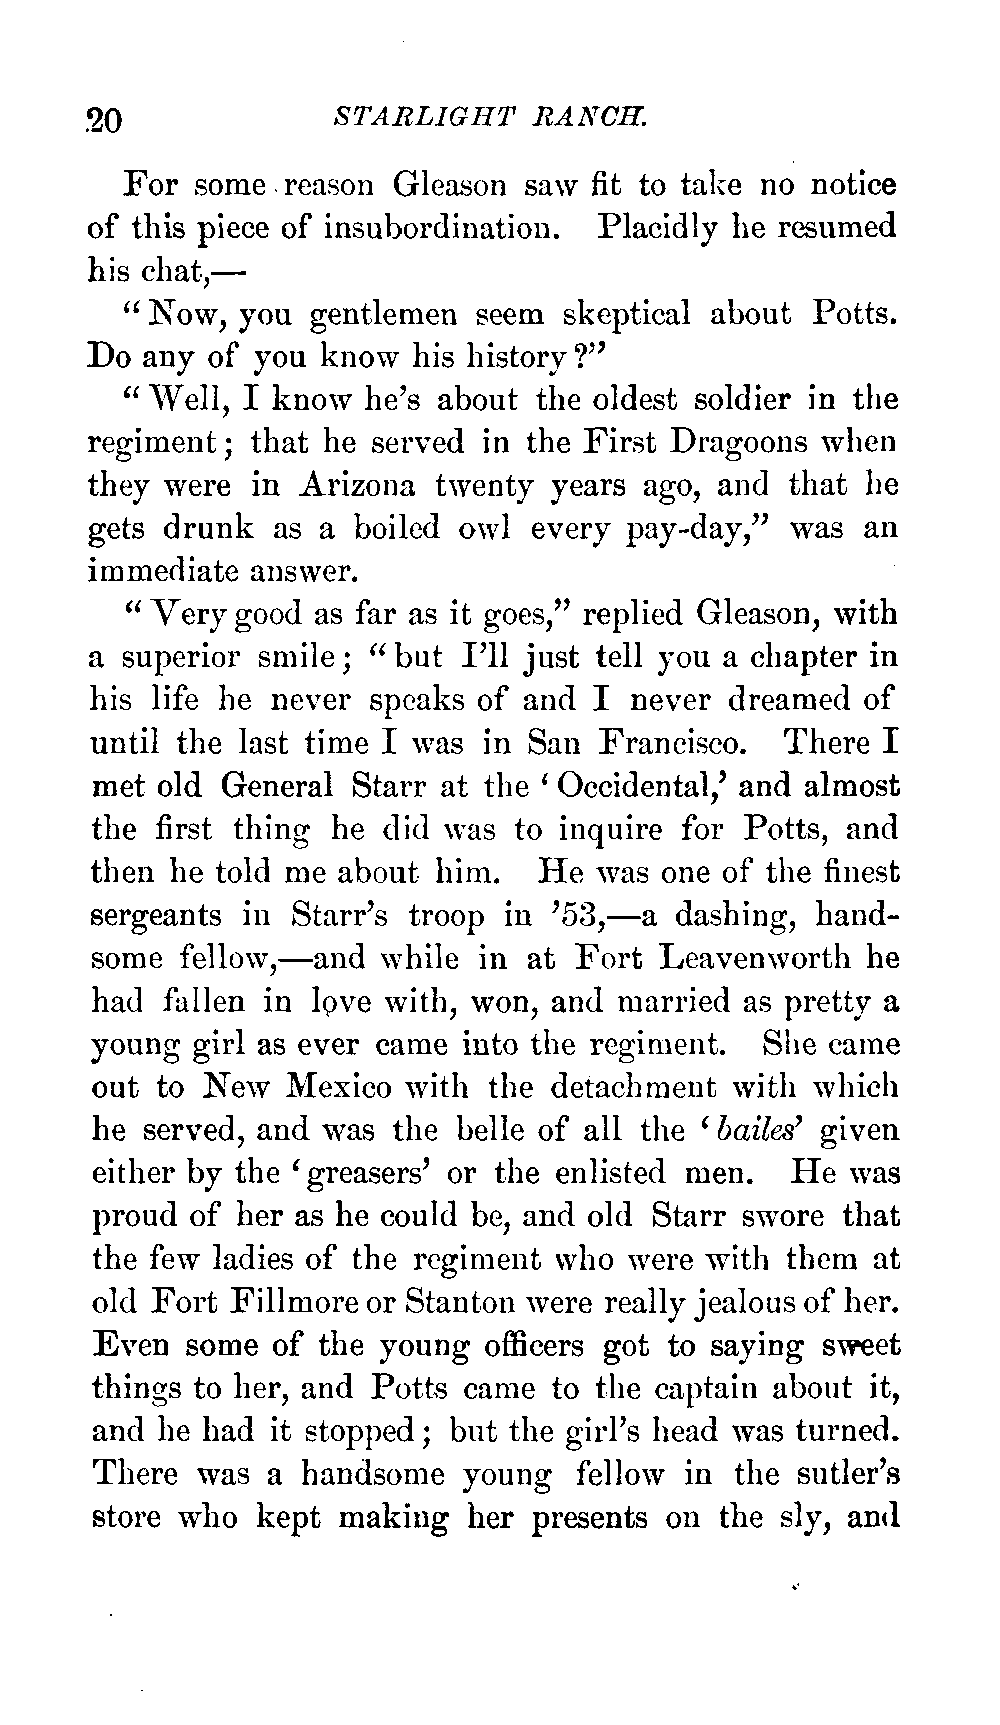 20 STARLIGHT RANCH.
For some reason Gleason saw fit to take no notice
of this piece of insubordination. Placidly he resumed
his chat,—
“Now, you gentlemen seem skeptical about Potts.
Do any of you know his history?”
“Well, I know he’s about the oldest soldier in the
regiment; that he served in the First Dragoons when
they were in Arizona twenty years ago, and that he
gets drunk as a boiled owl every pay-day,” was an
immediate answer.
“Very good as far as it goes,” replied Gleason, with
a superior smile; “but I’ll just tell you a chapter in
his life he never speaks of and I never dreamed of
until the last time I was in San Francisco. There I
met old General Starr at the ‘Occidental,’ and almost
the first thing he did was to inquire for Potts, and
then he told me about him. He was one of the finest
sergeants in Starr’s troop in ’53,—a dashing, hand-
some fellow,—and while in at Fort Leavenworth he
had fallen in love with, won, and married as pretty a
young girl as ever came into the regiment. She came
out to New Mexico with the detachment with which
he served, and was the belle of all the ‘bailes’ given
either by the ‘greasers’ or the enlisted men. He was
proud of her as he could be, and old Starr swore that
the few ladies of the regiment who were with them at
old Fort Fillmore or Stanton were really jealous of her.
Even some of the young officers got to saying sweet
things to her, and Potts came to the captain about it,
and he had it stopped; but the girl’s head was turned.
There was a handsome young fellow in the sutler’s
store who kept making her presents on the sly, and